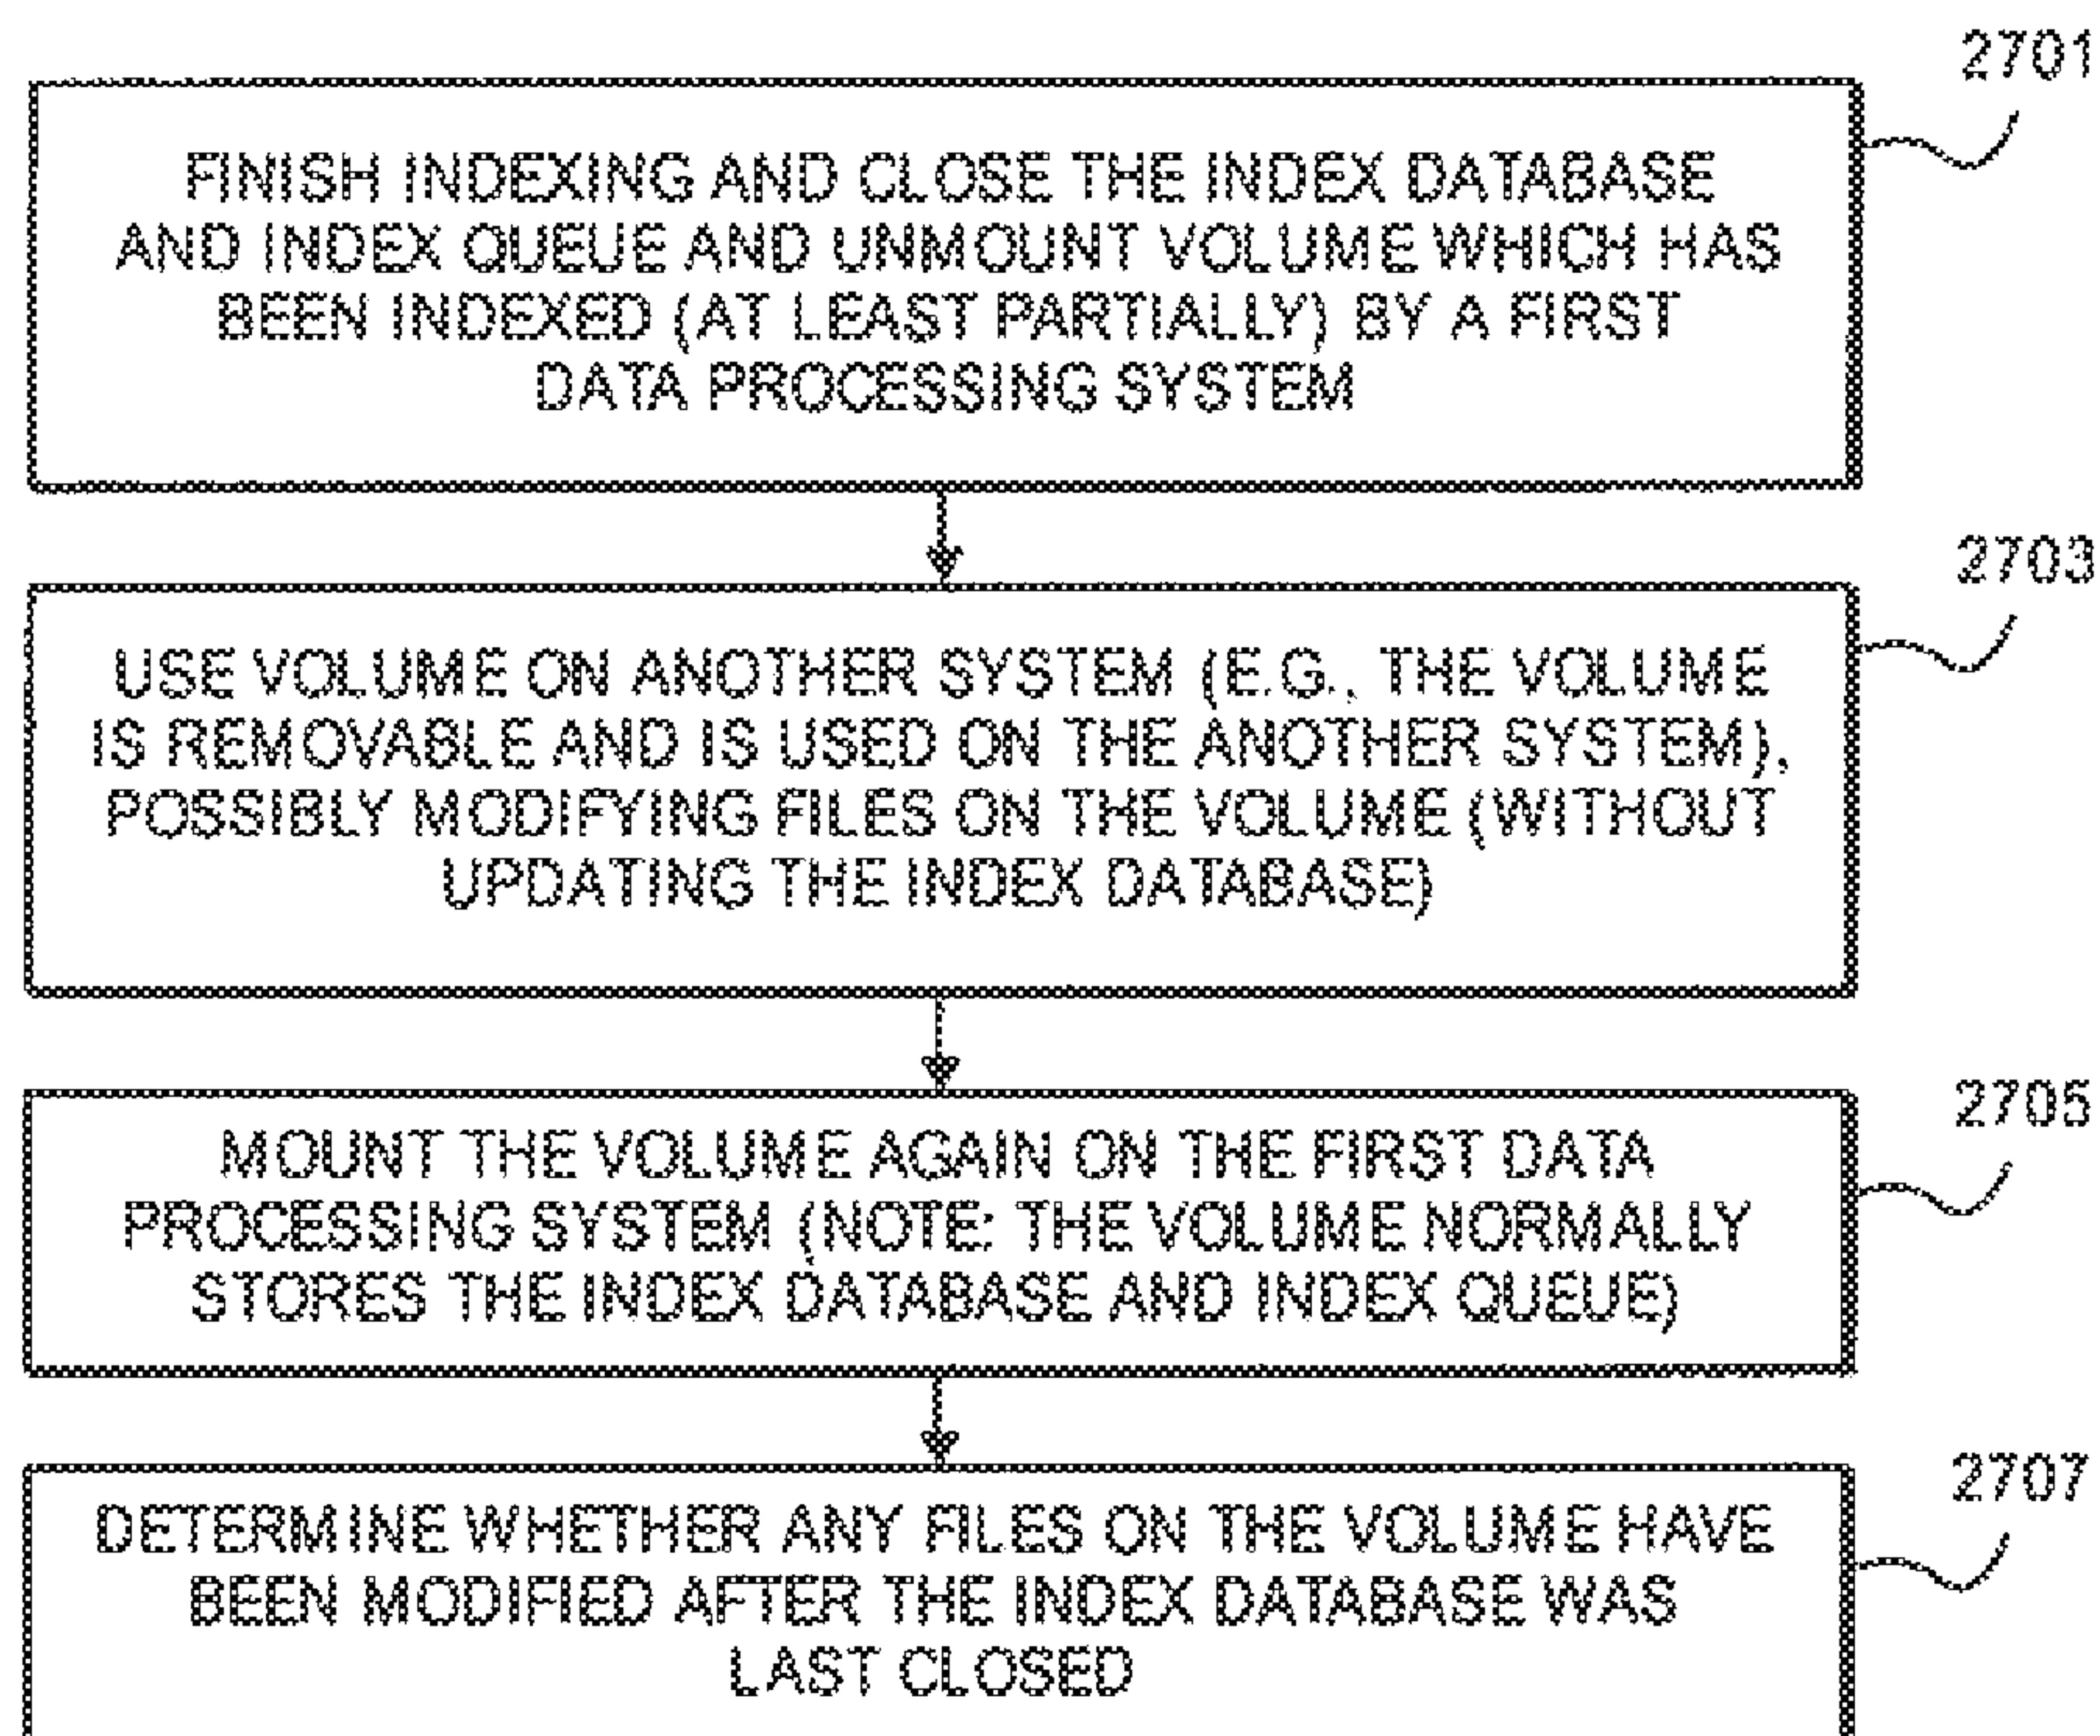 2701
FINISH INDEXING AND CLOSE THE INDEX DATABASE
AND INDEX QUEUE AND UNMOUNT VOLUME WHICH HAS
BEEN INDEXED (AT LEAST PARTIALLY) BY A FIRST
DATA PROCESSING SYSTEM
2703
USE VOLUME ON ANOTHER SYSTEM (E.G., THE VOLUME
IS REMOVABLE AND IS USED ON THE ANOTHER SYSTEM),
POSSIBLY MODIFYING FILES ON THE VOLUME (WITHOUT
UPDATING THE INDEX DATABASE)
2705
MOUNT THE VOLUME AGAIN ON THE FIRST DATA
PROCESSING SYSTEM (NOTE: THE VOLUME NORMALLY
STORES THE INDEX DATABASE AND INDEX QUEUE)
2707
DETERMINE WHETHER ANY FILES ON THE VOLUME HAVE
BEEN MODIFIED AFTER THE INDEX DATABASE WAS
LAST CLOSED